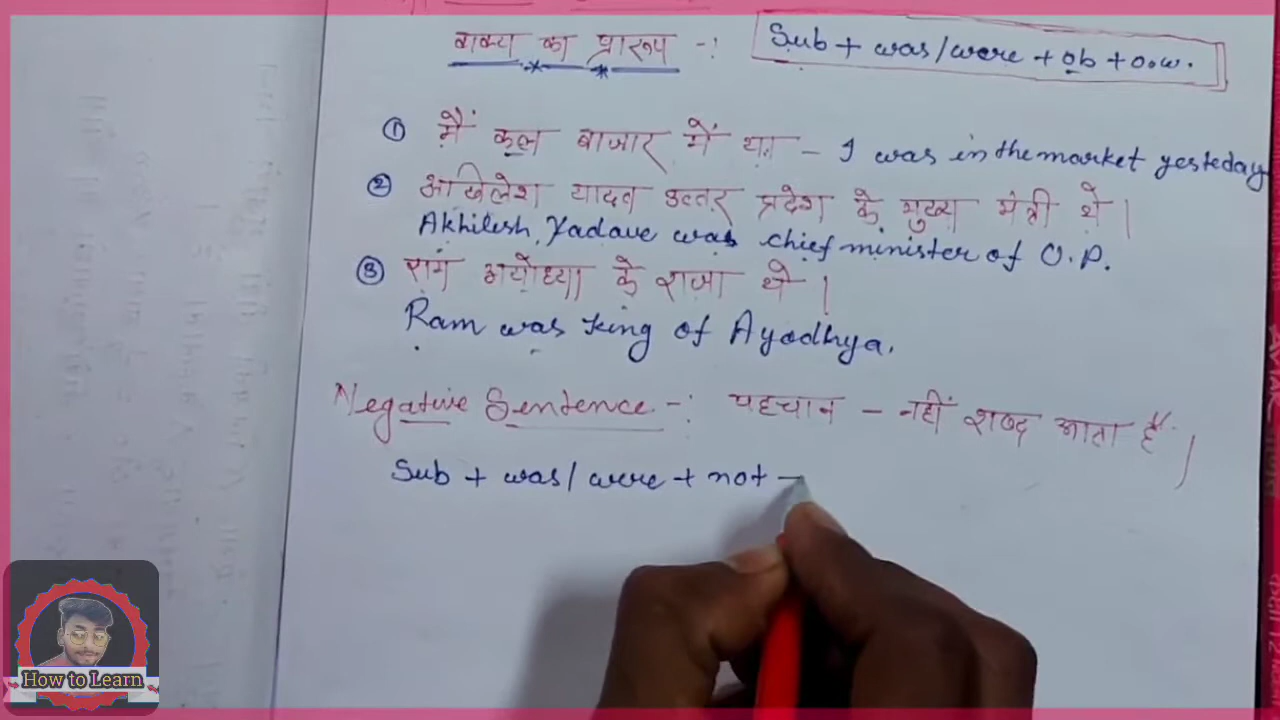 वाक्य का प्रारूप -: Sub + was/were + ob + o.o.w.
① मैं कल बाजार में था - I was in the market yesteday
② अखिलेश यादव उत्तर प्रदेश के मुख्य मंत्री थे।
Akhilesh Yadave was chief minister of U.P.
③ राम अयोध्या के राजा थे।
Ram was king of Ayodhya.
Negative Sentence -: पहचान - नहीं शब्द आता है।
Sub + was/were + not -
How to Learn